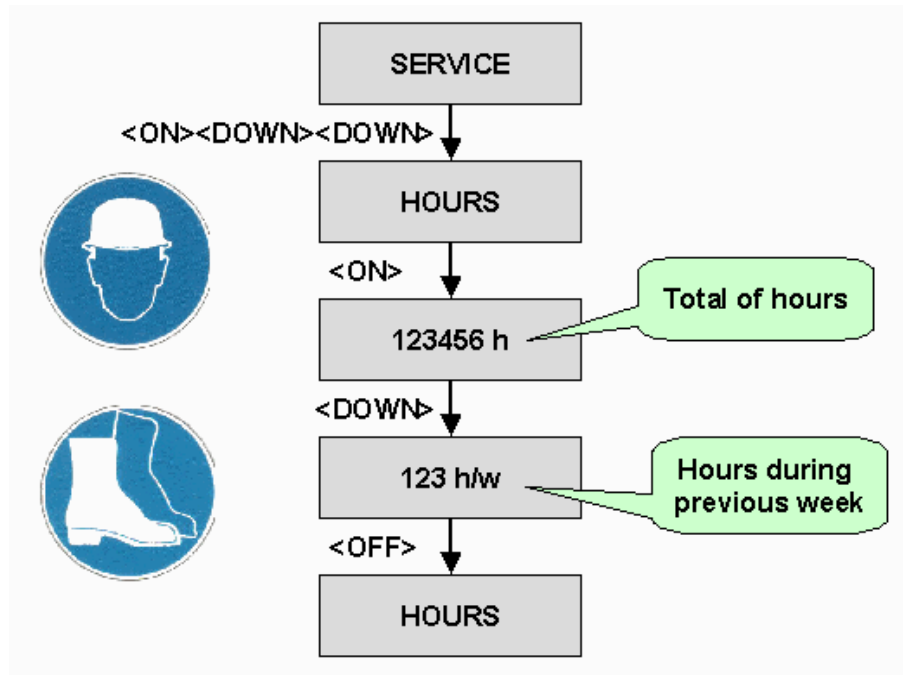 SERVICE
<ON><DOWN><DOWN>
HOURS
<ON>
Total of hours
123456 h
<DOWN>
123 h/w
Hours during
previous week
<OFF>
HOURS